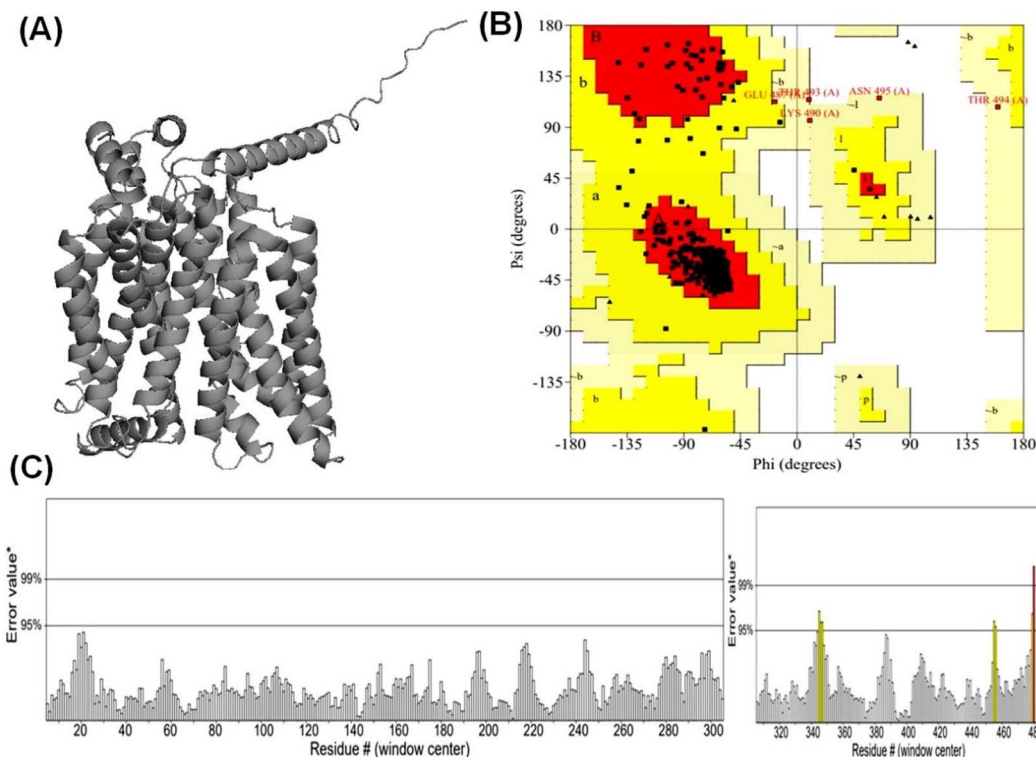 (A)
(B)
180
135
90
45
0
-45
-90
-135
Psi (degrees)
B
b
a
A
~b
b
~b
b
GLU 487 (A)
THR 493 (A)
ASN 495 (A)
THR 494 (A)
LYS 490 (A)
~l
l
~a
~b
b
~p
p
~b
-180 -135 -90 -45 0 45 90 135 180
Phi (degrees)
(C)
Error value*
99%
95%
20 40 60 80 100 120 140 160 180 200 220 240 260 280 300
Residue # (window center)
Error value*
99%
95%
320 340 360 380 400 420 440 460
Residue # (window center)